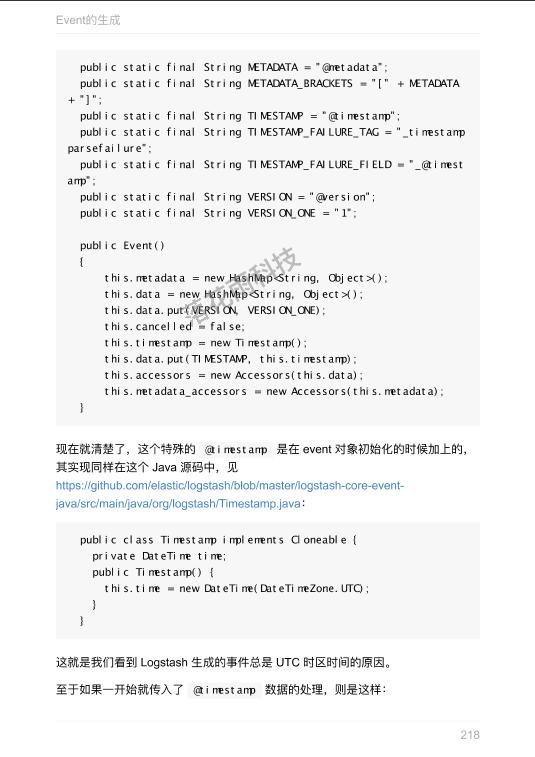 Event的生成
public static final String METADATA = "@metadata";
public static final String METADATA_BRACKETS = "[" + METADATA
+ "]";
public static final String TIMESTAMP = "@timestamp";
public static final String TIMESTAMP_FAILURE_TAG = "_timestamp
parsefailure";
public static final String TIMESTAMP_FAILURE_FIELD = "_@timest
amp";
public static final String VERSION = "@version";
public static final String VERSION_ONE = "1";
public Event()
{
this.metadata = new HashMap<String, Object>();
this.data = new HashMap<String, Object>();
this.data.put(VERSION, VERSION_ONE);
this.cancelled = false;
this.timestamp = new Timestamp();
this.data.put(TIMESTAMP, this.timestamp);
this.accessors = new Accessors(this.data);
this.metadata_accessors = new Accessors(this.metadata);
}
落花雨科技
现在就清楚了，这个特殊的 @timestamp 是在 event 对象初始化的时候加上的，
其实现同样在这个 Java 源码中，见
https://github.com/elastic/logstash/blob/master/logstash-core-event-
java/src/main/java/org/logstash/Timestamp.java：
public class Timestamp implements Cloneable {
private DateTime time;
public Timestamp() {
this.time = new DateTime(DateTimeZone.UTC);
}
}
这就是我们看到 Logstash 生成的事件总是 UTC 时区时间的原因。
至于如果一开始就传入了 @timestamp 数据的处理，则是这样：
218